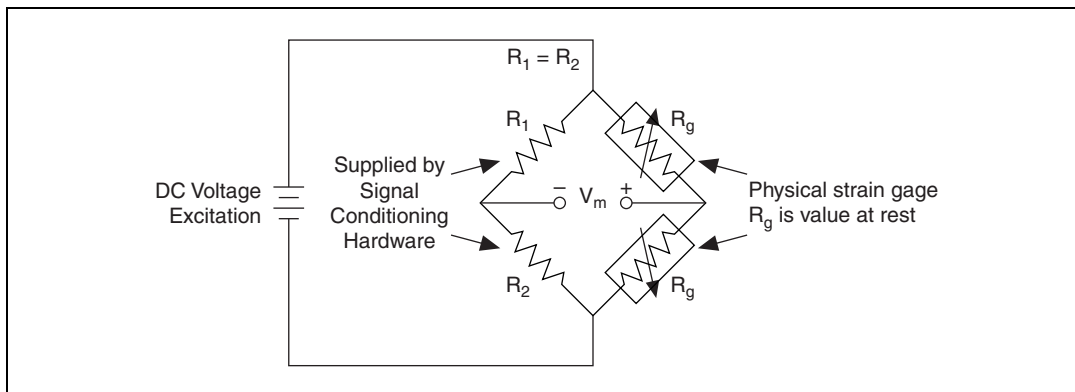 R1 = R2
R1
Rg
Supplied by
Signal
Conditioning
Hardware
DC Voltage
Excitation
− Vm +
Physical strain gage
Rg is value at rest
R2
Rg